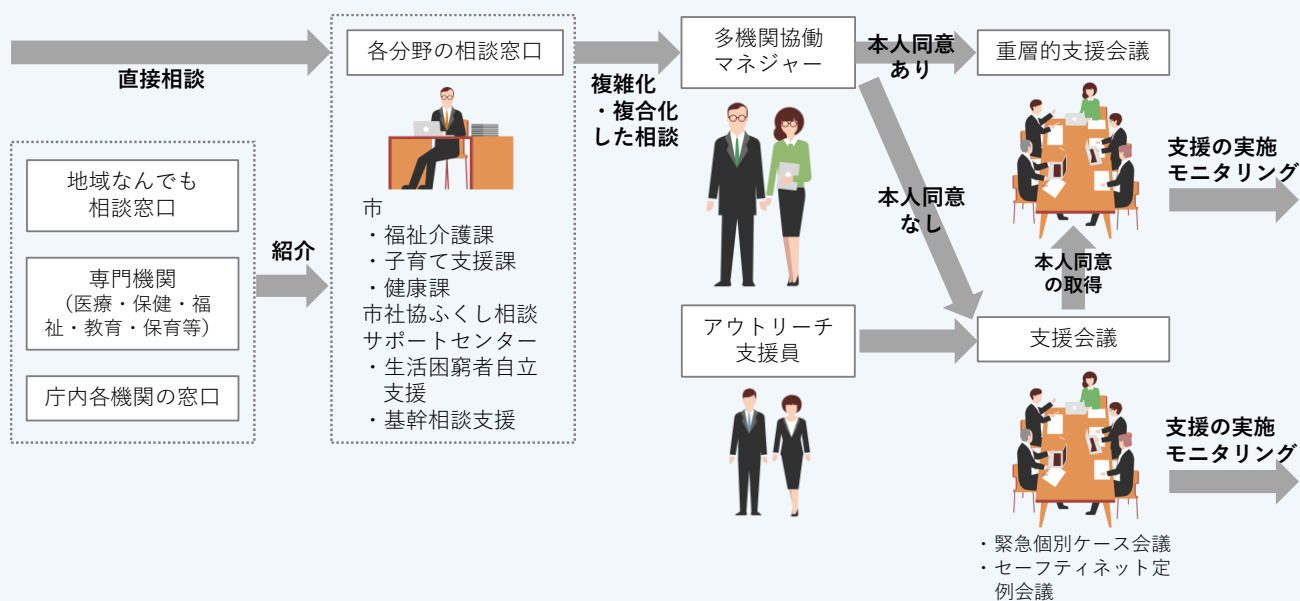 直接相談
地域なんでも
相談窓口
専門機関
（医療・保健・福
祉・教育・保育等）
庁内各機関の窓口
紹介
各分野の相談窓口
市
・福祉介護課
・子育て支援課
・健康課
市社協ふくし相談
サポートセンター
・生活困窮者自立
支援
・基幹相談支援
複雑化
・複合化
した相談
多機関協働
マネジャー
アウトリーチ
支援員
本人同意
あり
本人同意
なし
重層的支援会議
本人同意
の取得
支援会議
・緊急個別ケース会議
・セーフティネット定
例会議
支援の実施
モニタリング
支援の実施
モニタリング